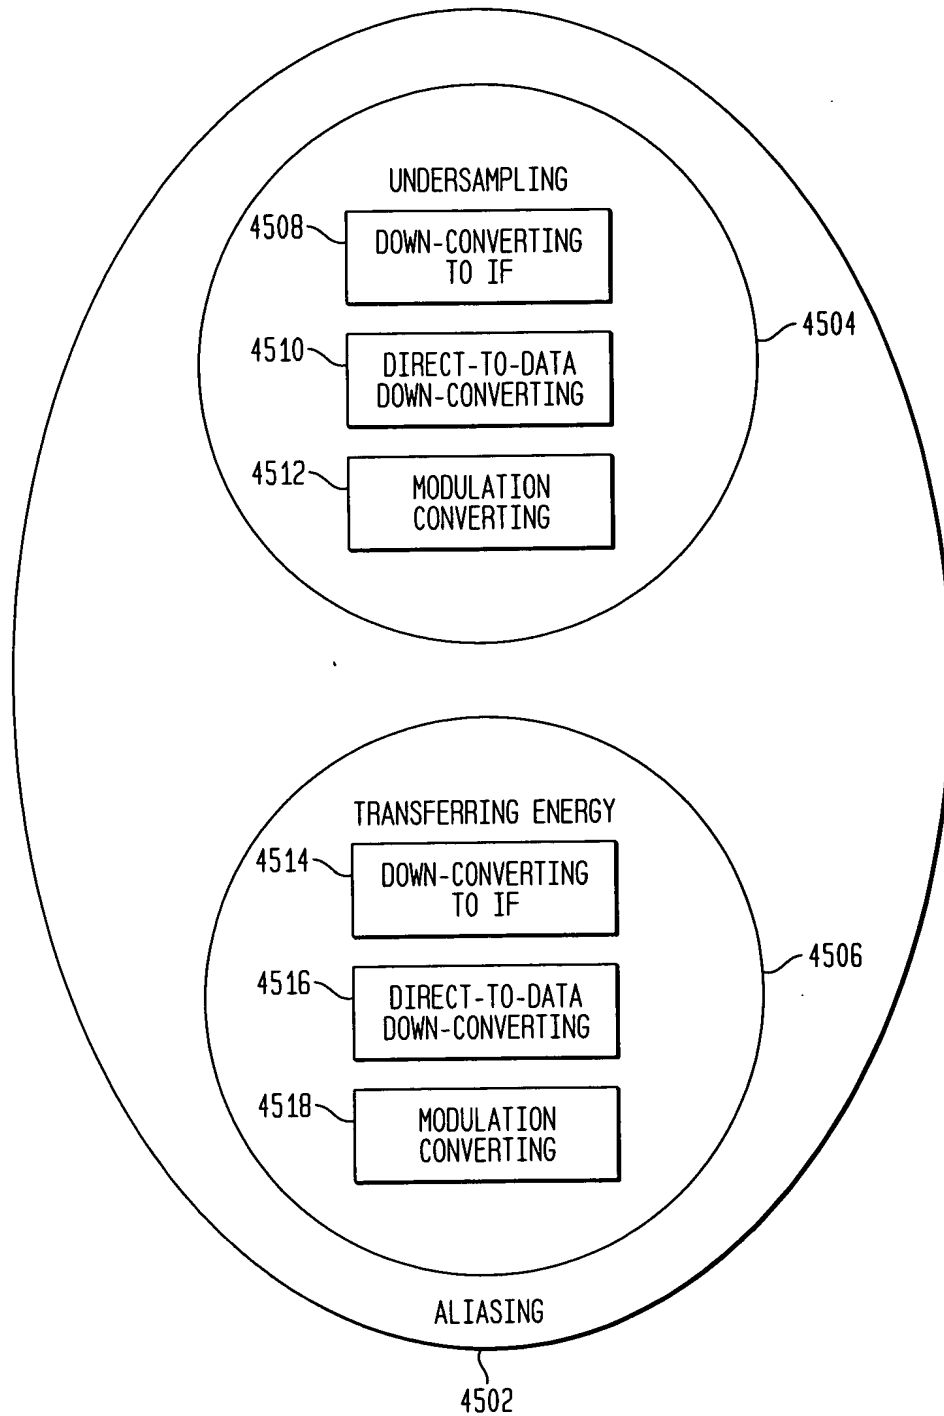 UNDERSAMPLING
4508
DOWN-CONVERTING
TO IF
4504
4510
DIRECT-TO-DATA
DOWN-CONVERTING
4512
MODULATION
CONVERTING
TRANSFERRING ENERGY
4514
DOWN-CONVERTING
TO IF
4506
4516
DIRECT-TO-DATA
DOWN-CONVERTING
4518
MODULATION
CONVERTING
ALIASING
4502